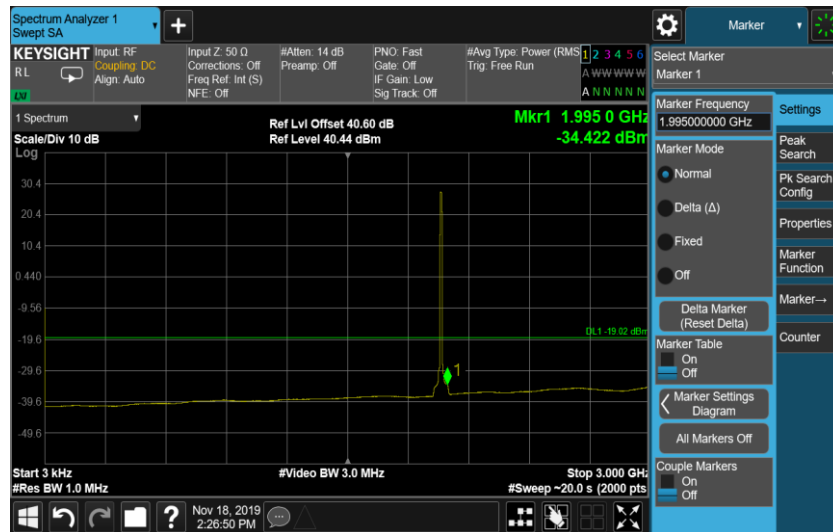 Spectrum Analyzer 1
Swept SA
Marker
KEYSIGHT
RL
LXI
Input: RF
Coupling: DC
Align: Auto
Input Z: 50 Ω
Corrections: Off
Freq Ref: Int (S)
NFE: Off
#Atten: 14 dB
Preamp: Off
PNO: Fast
Gate: Off
IF Gain: Low
Sig Track: Off
#Avg Type: Power (RMS
Trig: Free Run
1 2 3 4 5 6
A W W W W W
A N N N N N
Select Marker
Marker 1
1 Spectrum
Scale/Div 10 dB
Log
Ref Lvl Offset 40.60 dB
Ref Level 40.44 dBm
Mkr1 1.995 0 GHz
-34.422 dBm
30.4
20.4
10.4
0.440
-9.56
-19.6
-29.6
-39.6
-49.6
DL1 -19.02 dBm
1
Start 3 kHz
#Res BW 1.0 MHz
#Video BW 3.0 MHz
Stop 3.000 GHz
#Sweep ~20.0 s (2000 pts)
Marker Frequency
1.995000000 GHz
Marker Mode
Normal
Delta (Δ)
Fixed
Off
Delta Marker
(Reset Delta)
Marker Table
On
Off
Marker Settings
Diagram
All Markers Off
Couple Markers
On
Off
Settings
Peak
Search
Pk Search
Config
Properties
Marker
Function
Marker→
Counter
?
Nov 18, 2019
2:26:50 PM